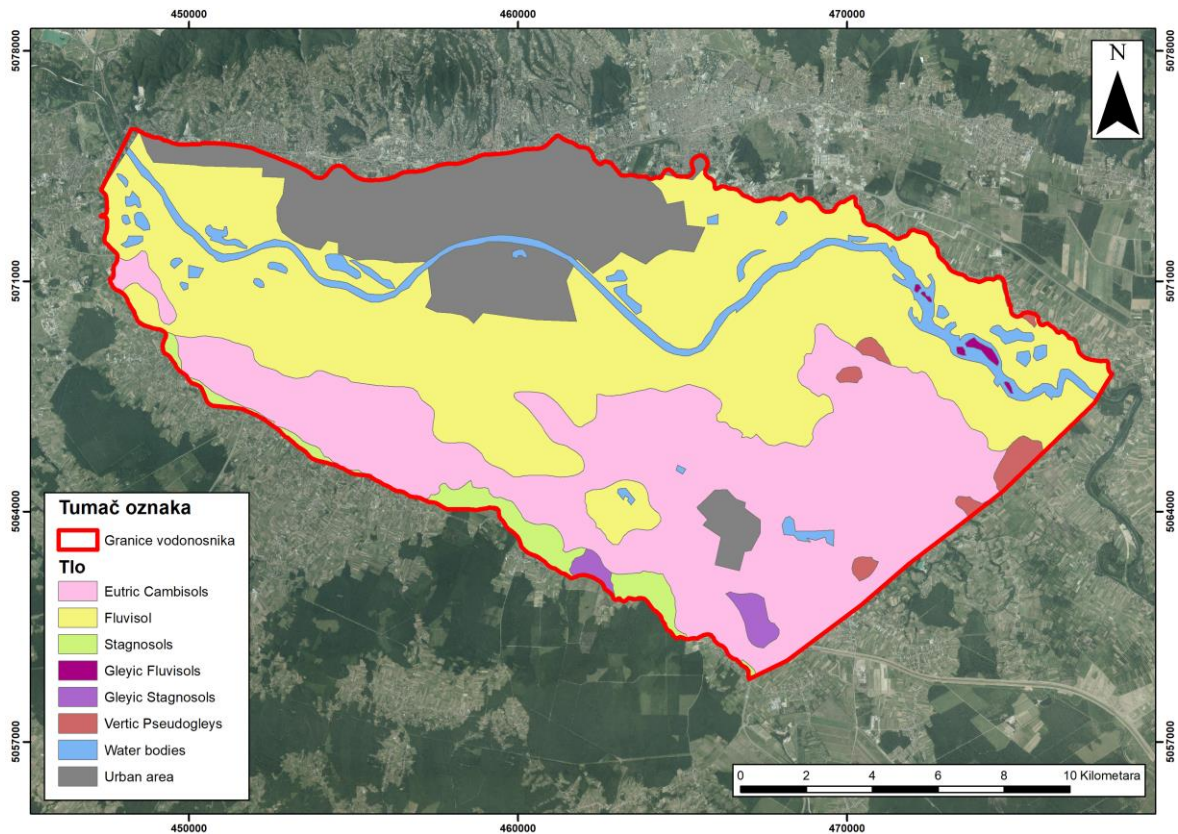 450000
460000
470000
5078000
5078000
N
5071000
5071000
5064000
5064000
Tumač oznaka
Granice vodonosnika
Tlo
Eutric Cambisols
Fluvisol
Stagnosols
Gleyic Fluvisols
Gleyic Stagnosols
Vertic Pseudogleys
Water bodies
Urban area
5057000
5057000
0 2 4 6 8 10 Kilometara
450000
460000
470000